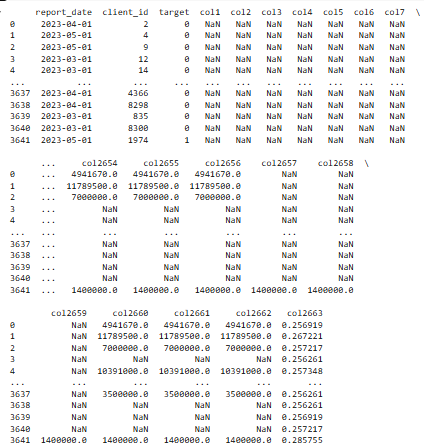 report_date client_id target col1 col2 col3 col4 col5 col6 col7 \
0 2023-04-01 2 0 NaN NaN NaN NaN NaN NaN NaN
1 2023-05-01 4 0 NaN NaN NaN NaN NaN NaN NaN
2 2023-05-01 9 0 NaN NaN NaN NaN NaN NaN NaN
3 2023-03-01 12 0 NaN NaN NaN NaN NaN NaN NaN
4 2023-03-01 14 0 NaN NaN NaN NaN NaN NaN NaN
... ... ... ... ... ... ... ... ... ... ...
3637 2023-04-01 4366 0 NaN NaN NaN NaN NaN NaN NaN
3638 2023-04-01 8298 0 NaN NaN NaN NaN NaN NaN NaN
3639 2023-03-01 835 0 NaN NaN NaN NaN NaN NaN NaN
3640 2023-03-01 8300 0 NaN NaN NaN NaN NaN NaN NaN
3641 2023-05-01 1974 1 NaN NaN NaN NaN NaN NaN NaN
... col2654 col2655 col2656 col2657 col2658 \
0 ... 4941670.0 4941670.0 4941670.0 NaN NaN
1 ... 11789500.0 11789500.0 11789500.0 NaN NaN
2 ... 7000000.0 7000000.0 7000000.0 NaN NaN
3 ... NaN NaN NaN NaN NaN
4 ... NaN NaN NaN NaN NaN
... ... ... ... ... ... ...
3637 ... NaN NaN NaN NaN NaN
3638 ... NaN NaN NaN NaN NaN
3639 ... NaN NaN NaN NaN NaN
3640 ... NaN NaN NaN NaN NaN
3641 ... 1400000.0 1400000.0 1400000.0 1400000.0 1400000.0
col2659 col2660 col2661 col2662 col2663
0 NaN 4941670.0 4941670.0 4941670.0 0.256919
1 NaN 11789500.0 11789500.0 11789500.0 0.267221
2 NaN 7000000.0 7000000.0 7000000.0 0.257217
3 NaN NaN NaN NaN 0.256261
4 NaN 10391000.0 10391000.0 10391000.0 0.257348
... ... ... ... ... ...
3637 NaN 3500000.0 3500000.0 3500000.0 0.256261
3638 NaN NaN NaN NaN 0.256261
3639 NaN NaN NaN NaN 0.256919
3640 NaN NaN NaN NaN 0.257217
3641 1400000.0 1400000.0 1400000.0 1400000.0 0.285755